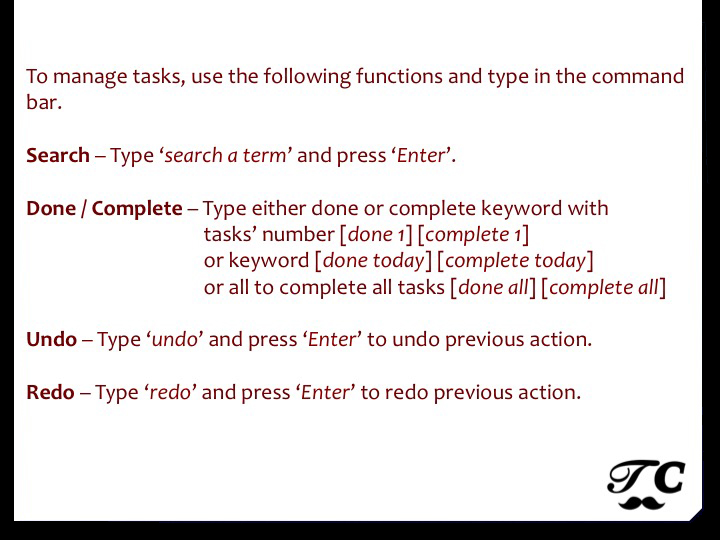 To manage tasks, use the following functions and type in the command
bar.
Search – Type ‘search a term’ and press ‘Enter’.
Done / Complete – Type either done or complete keyword with
tasks’ number [done 1] [complete 1]
or keyword [done today] [complete today]
or all to complete all tasks [done all] [complete all]
Undo – Type ‘undo’ and press ‘Enter’ to undo previous action.
Redo – Type ‘redo’ and press ‘Enter’ to redo previous action.
TC